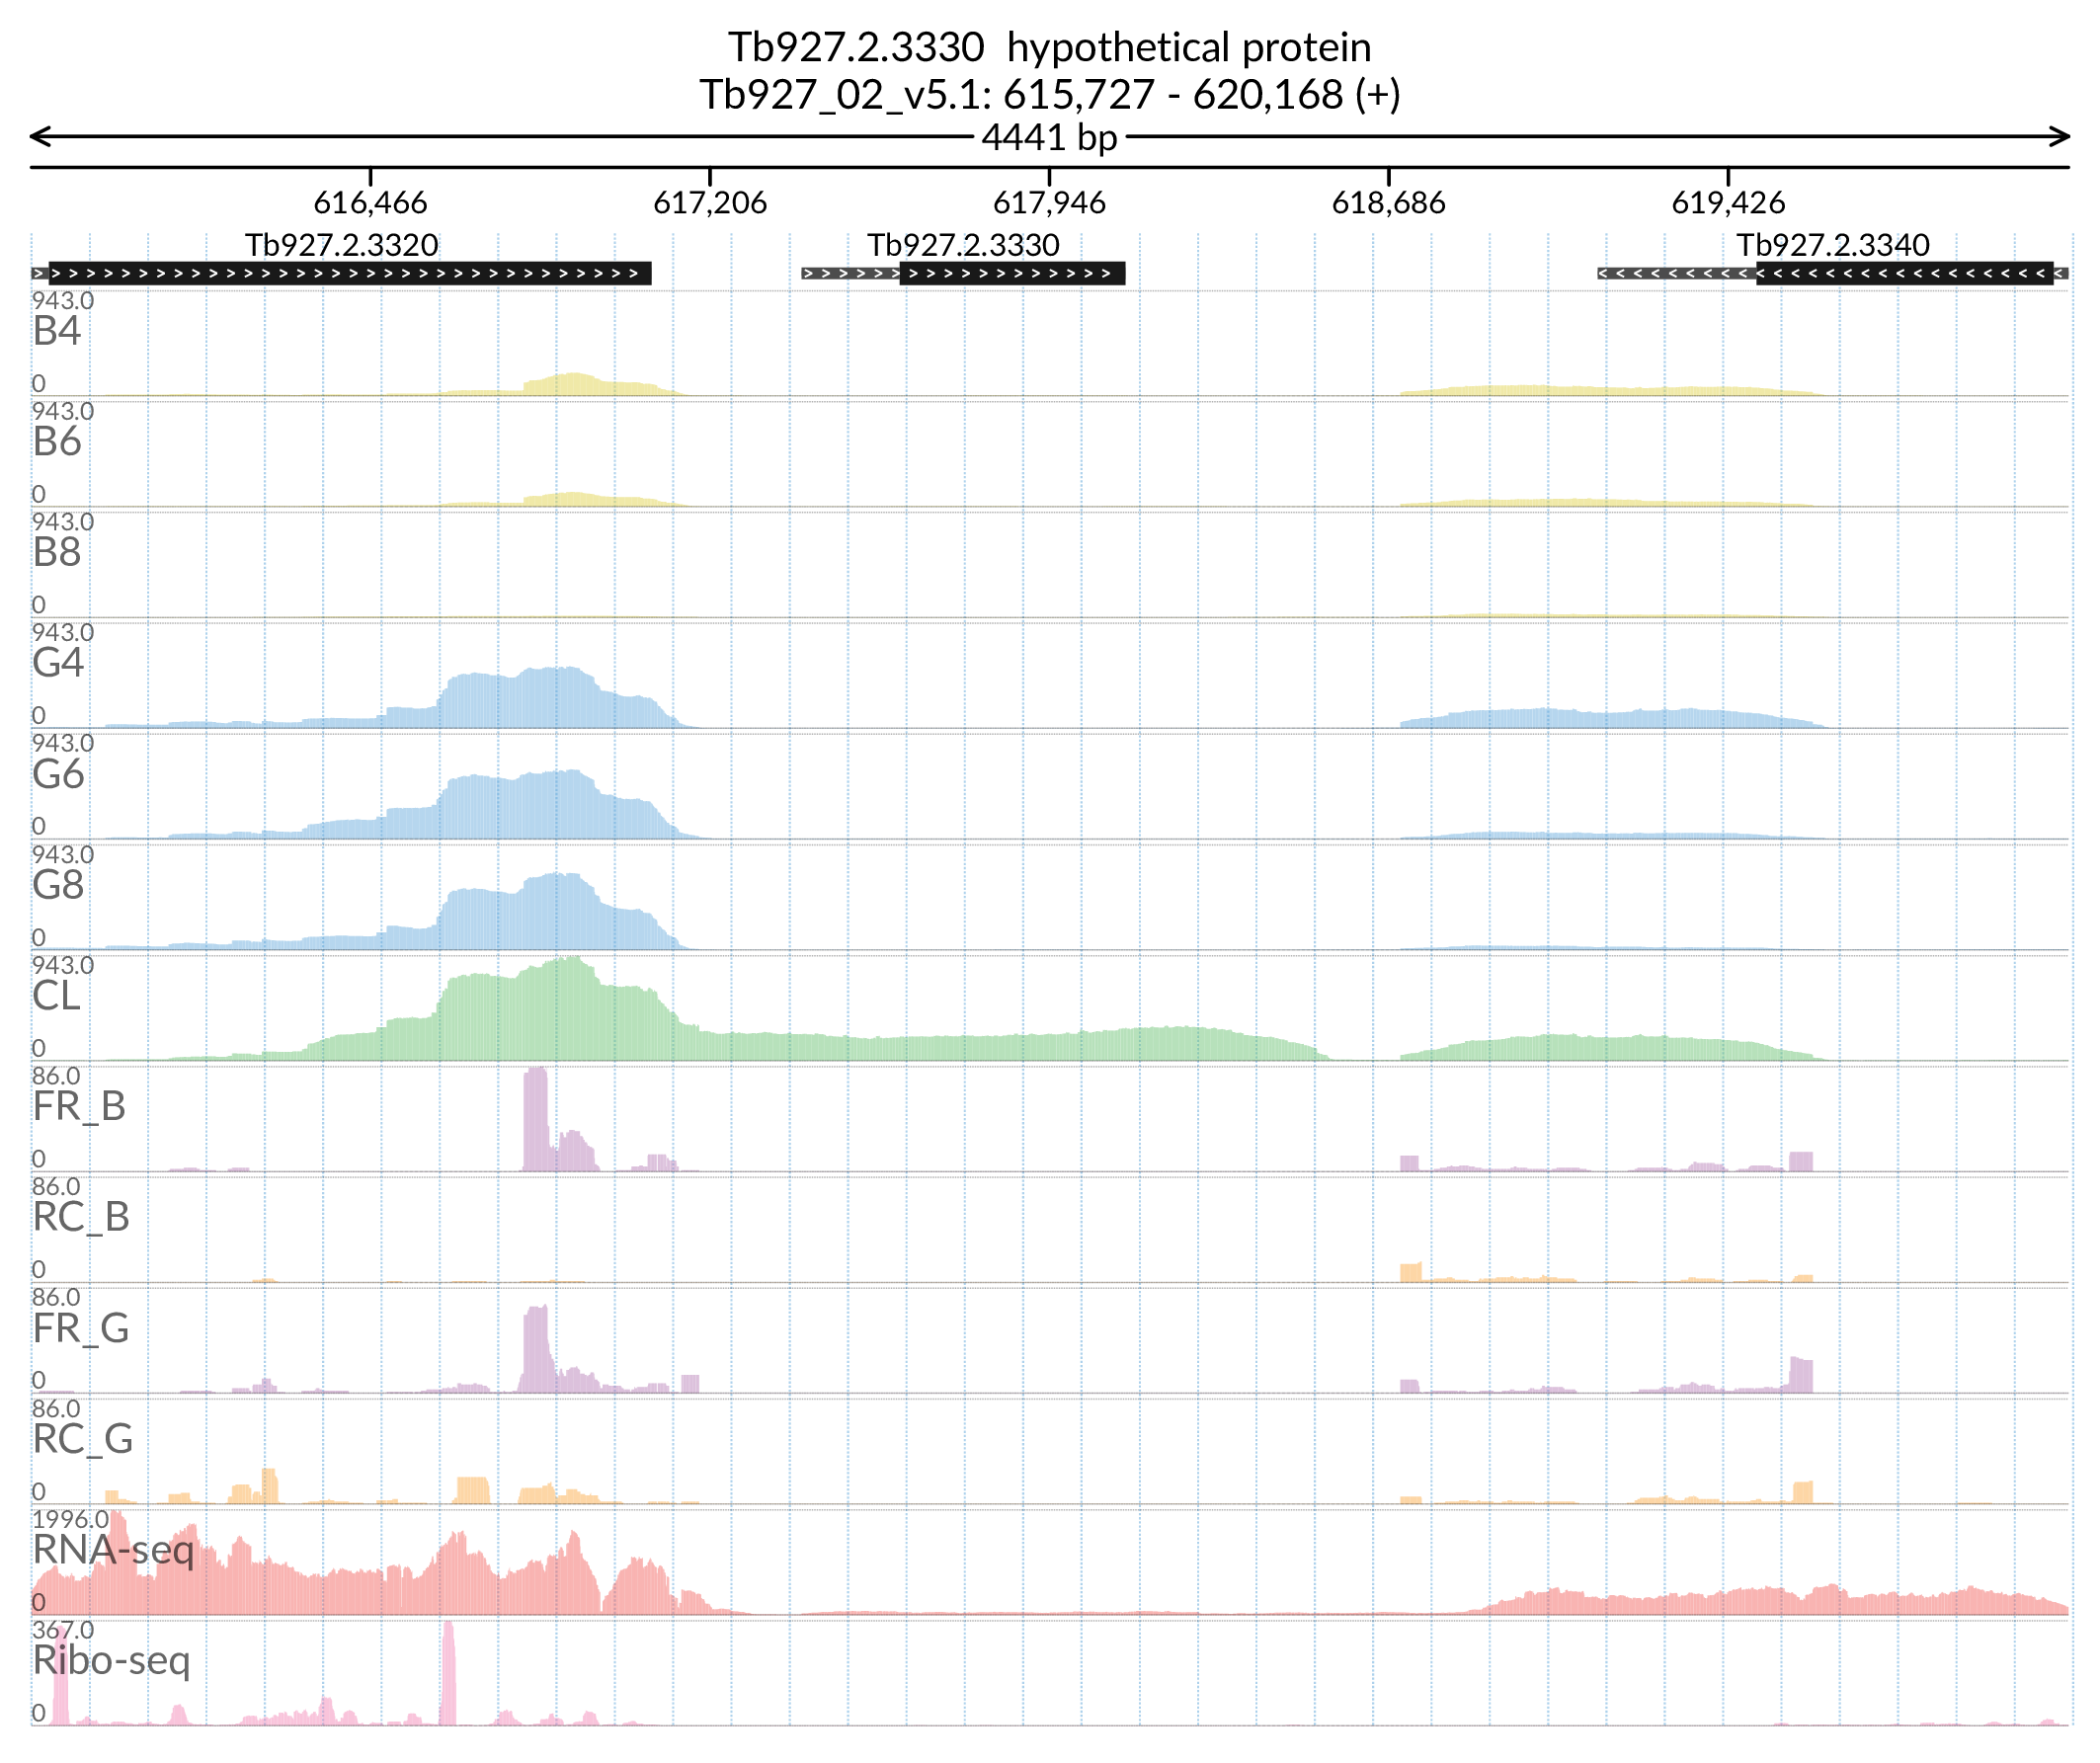 Tb927.2.3330 hypothetical protein
Tb927_02_v5.1: 615,727 - 620,168 (+)
4441 bp
616,466 617,206 617,946 618,686 619,426
Tb927.2.3320 Tb927.2.3330 Tb927.2.3340
943.0
B4
0
943.0
B6
0
943.0
B8
0
943.0
G4
0
943.0
G6
0
943.0
G8
0
943.0
CL
0
86.0
FR_B
0
86.0
RC_B
0
86.0
FR_G
0
86.0
RC_G
0
1996.0
RNA-seq
0
367.0
Ribo-seq
0